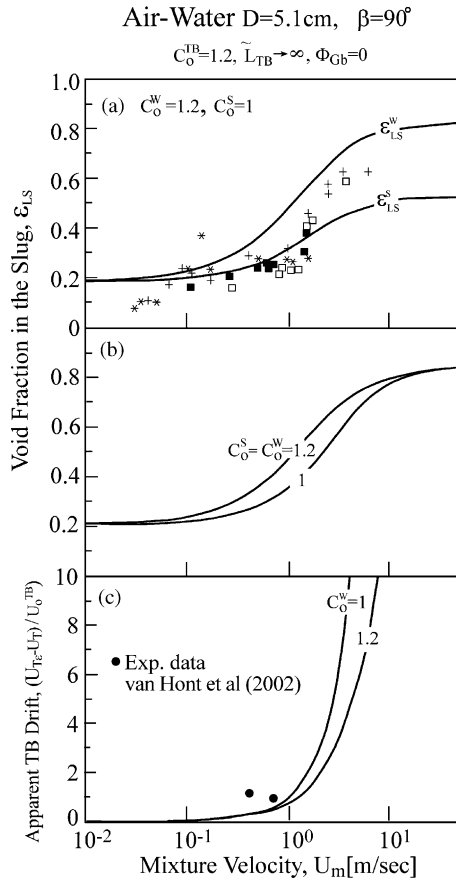 Air-Water D=5.1cm, β=90°
C_o^TB=1.2, L̃_TB→∞, Φ_Gb=0
(a) C_o^W=1.2, C_o^S=1
ε_LS^W
ε_LS^S
1.0
0.8
0.6
0.4
0.2
0
Void Fraction in the Slug, ε_LS
(b)
C_o^S=C_o^W=1.2
1
0.8
0.6
0.4
0.2
(c)
C_o^W=1
1.2
● Exp. data
van Hont et al (2002)
10
8
6
4
2
0
Apparent TB Drift, (U_Tε-U_T)/U_o^TB
10^-2 10^-1 10^0 10^1
Mixture Velocity, U_m[m/sec]